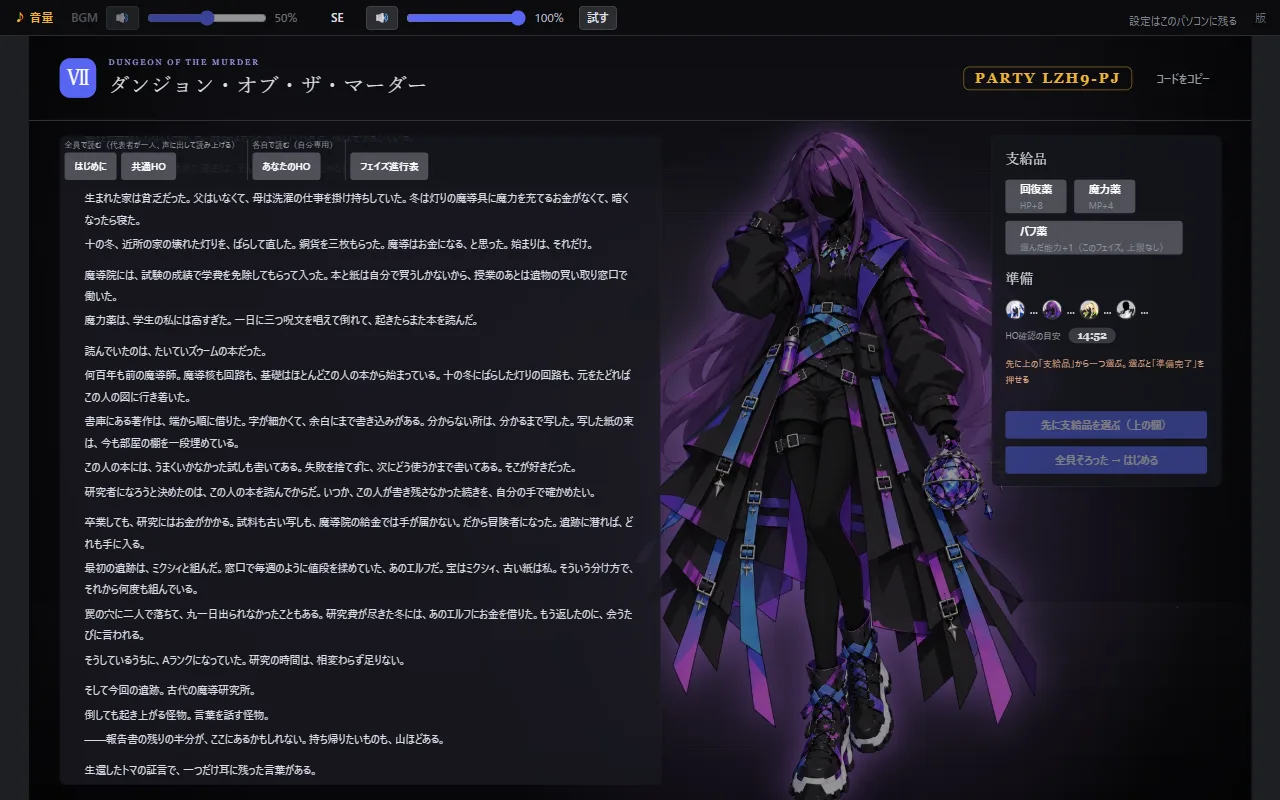 ♪ 音量 BGM 50% SE 100% 試す 設定はこのパソコンに残る 版
VII
DUNGEON OF THE MURDER
ダンジョン・オブ・ザ・マーダー
PARTY LZH9-PJ コードをコピー
全員で読む(代表者が一人、声に出して読み上げる) 各自で読む(自分専用)
はじめに 共通HO あなたのHO フェイズ進行表
生まれた家は貧乏だった。父はいなくて、母は洗濯の仕事を掛け持ちしていた。冬は灯りの魔導具に魔力を充てるお金がなくて、暗く
なったら寝た。
十の冬、近所の家の壊れた灯りを、ばらして直した。銅貨を三枚もらった。魔導はお金になる、と思った。始まりは、それだけ。
魔導院には、試験の成績で学費を免除してもらって入った。本と紙は自分で買うしかないから、授業のあとは遺物の買い取り窓口で
働いた。
魔力薬は、学生の私には高すぎた。一日に三つ呪文を唱えて倒れて、起きたらまた本を読んだ。
読んでいたのは、たいていズゥームの本だった。
何百年も前の魔導師。魔導核も回路も、基礎はほとんどこの人の本から始まっている。十の冬にばらした灯りの回路も、元をたどれば
この人の図に行き着いた。
書庫にある著作は、端から順に借りた。字が細かくて、余白にまで書き込みがある。分からない所は、分かるまで写した。写した紙の束
は、今も部屋の棚を一段埋めている。
この人の本には、うまくいかなかった試しも書いてある。失敗を捨てずに、次にどう使うかまで書いてある。そこが好きだった。
研究者になろうと決めたのは、この人の本を読んでからだ。いつか、この人が書き残さなかった続きを、自分の手で確かめたい。
卒業しても、研究にはお金がかかる。試料も古い写しも、魔導院の給金では手が届かない。だから冒険者になった。遺跡に潜れば、ど
れも手に入る。
最初の遺跡は、ミクシィと組んだ。窓口で毎週のように値段を揉めていた、あのエルフだ。宝はミクシィ、古い紙は私。そういう分け方で、
それから何度も組んでいる。
罠の穴に二人で落ちて、丸一日出られなかったこともある。研究費が尽きた冬には、あのエルフにお金を借りた。もう返したのに、会うた
びに言われる。
そうしているうちに、Aランクになっていた。研究の時間は、相変わらず足りない。
そして今回の遺跡。古代の魔導研究所。
倒しても起き上がる怪物。言葉を話す怪物。
――報告書の残りの半分が、ここにあるかもしれない。持ち帰りたいものも、山ほどある。
生還したトマの証言で、一つだけ耳に残った言葉がある。
支給品
回復薬 魔力薬
HP+8 MP+4
バフ薬
選んだ能力+1(このフェイズ。上限なし)
準備
... ... ... ...
HO確認の目安 14:52
先に上の「支給品」から一つ選ぶ。選ぶと「準備完了」を
押せる
先に支給品を選ぶ(上の欄)
全員そろった → はじめる